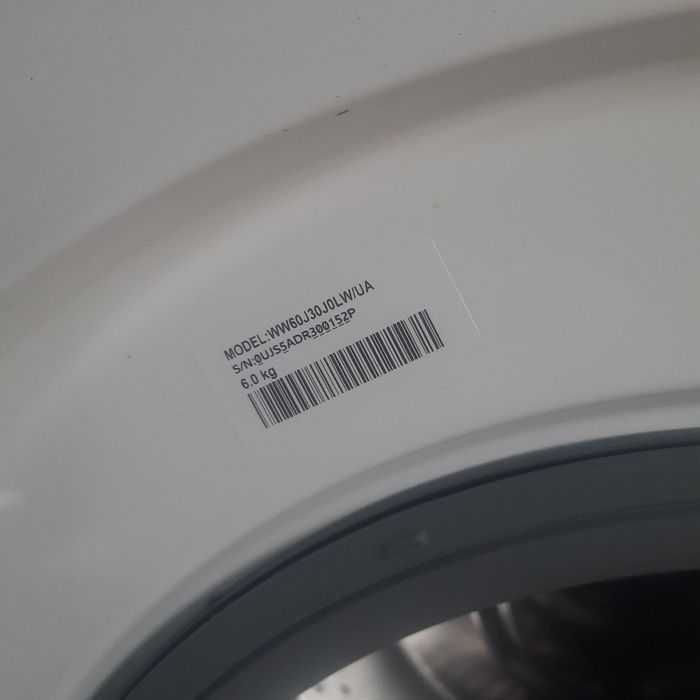 MODEL:WW60J30J0LW/UA
S/N:0UJS5ADR300152P
6.0 kg